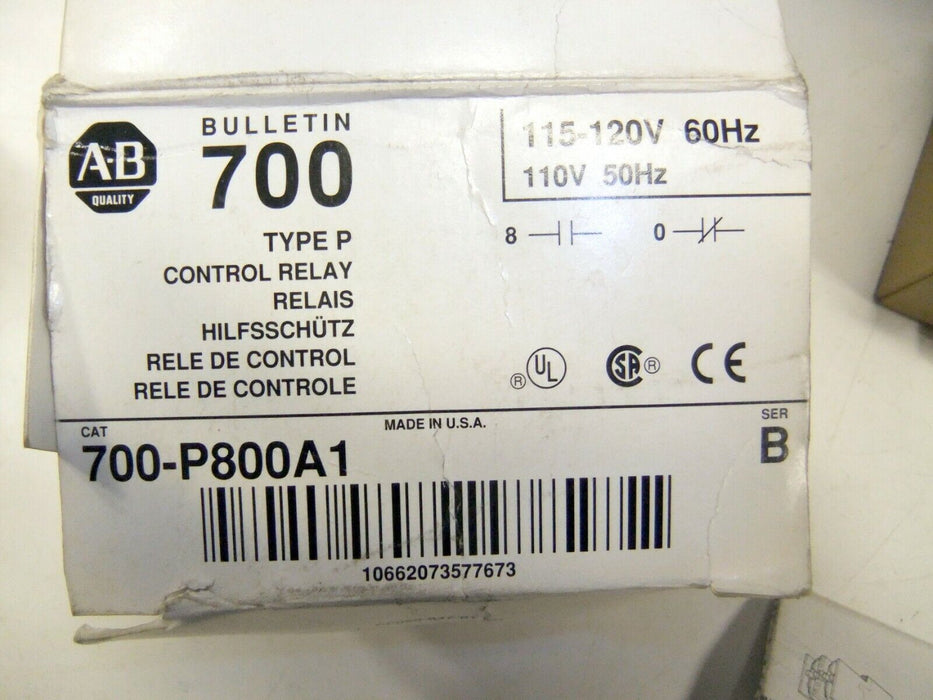 A-B
QUALITY
BULLETIN
700
TYPE P
CONTROL RELAY
RELAIS
HILFSSCHÜTZ
RELE DE CONTROL
RELE DE CONTROLE
115-120V 60Hz
110V 50Hz
8
0
® UL
SA ®
CE
CAT
700-P800A1
MADE IN U.S.A.
SER
B
10662073577673